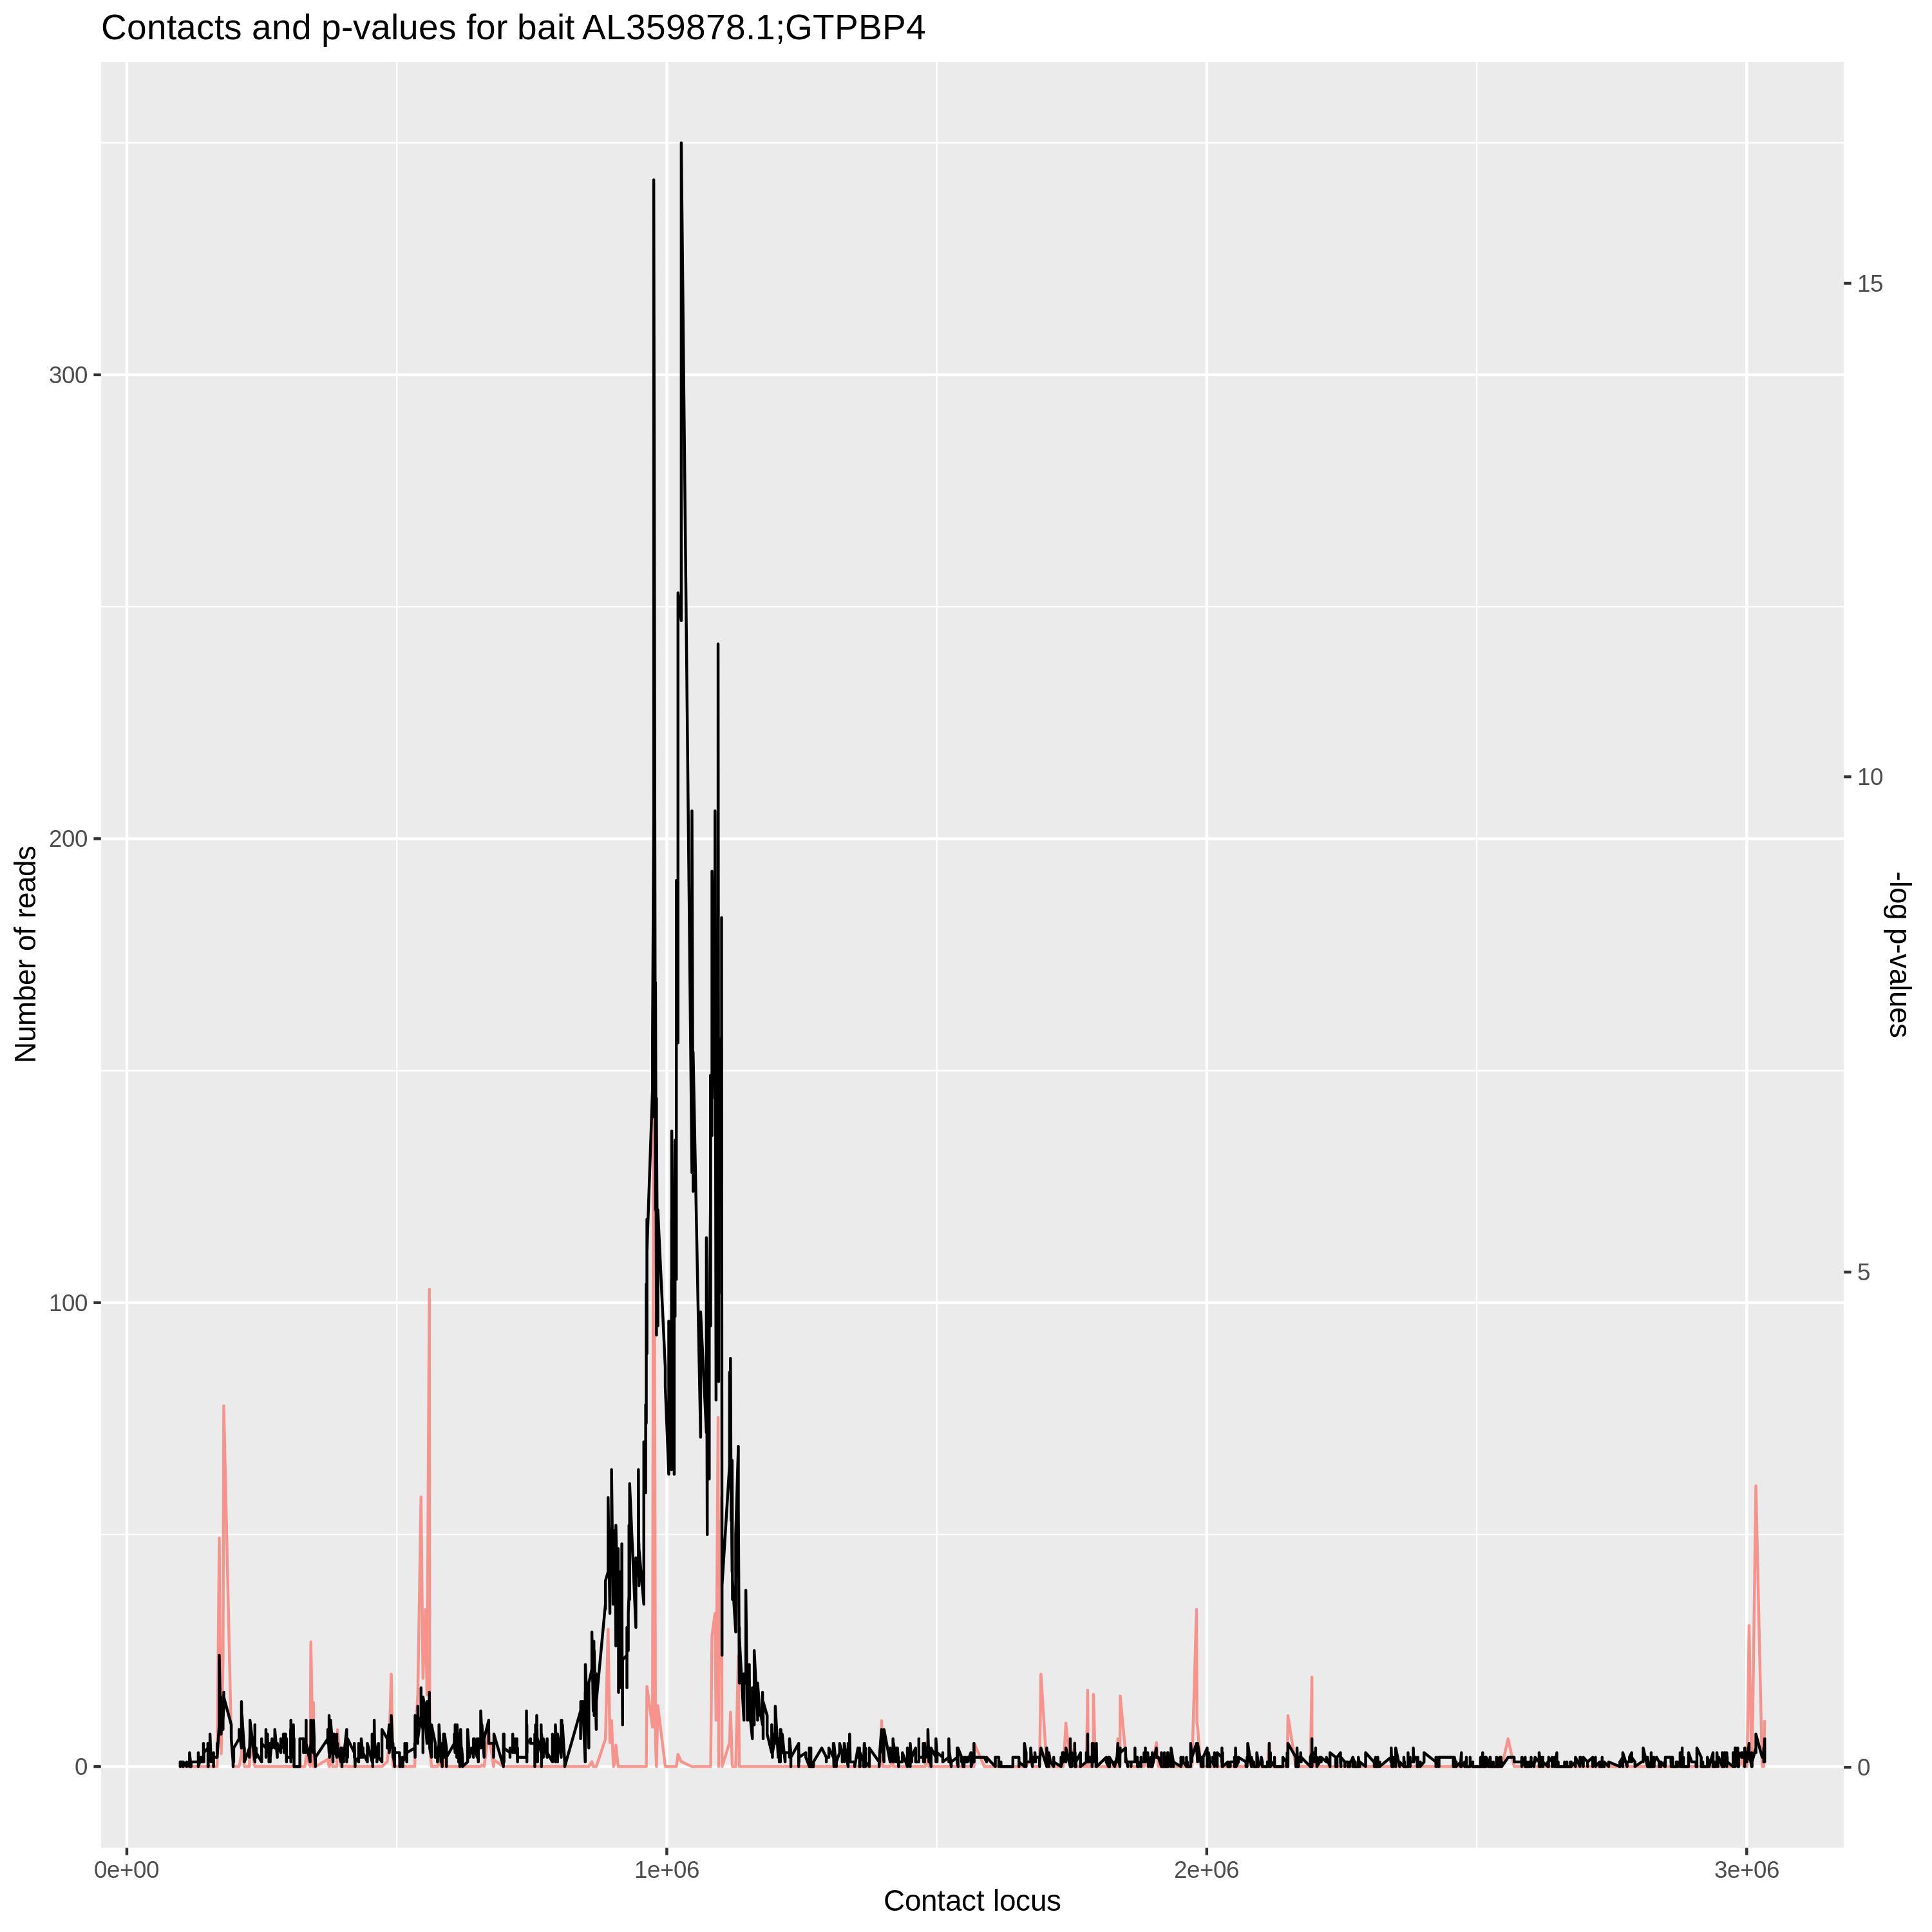 Contacts and p-values for bait AL359878.1;GTPBP4
Number of reads
300
200
100
0
15
10
5
0
-log p-values
0e+00
1e+06
2e+06
3e+06
Contact locus